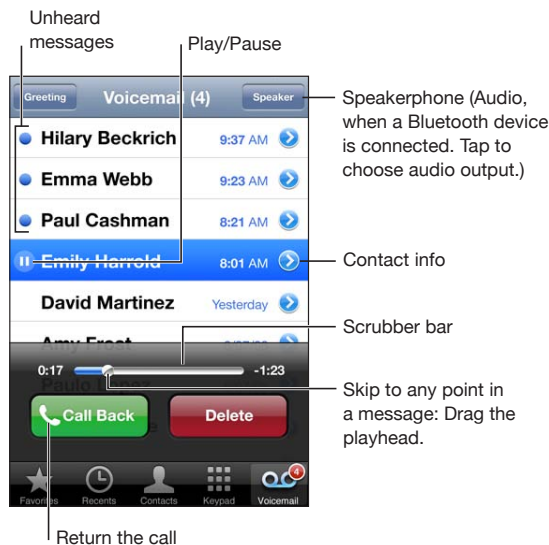 Unheard
messages
Play/Pause
Greeting Voicemail (4) Speaker
Speakerphone (Audio,
when a Bluetooth device
is connected. Tap to
choose audio output.)
Hilary Beckrich 9:37 AM
Emma Webb 9:23 AM
Paul Cashman 8:21 AM
Emily Harrold 8:01 AM
Contact info
David Martinez Yesterday
Scrubber bar
Amy Frost
0:17 -1:23
Paulo Lopez
Skip to any point in
a message: Drag the
playhead.
Call Back Delete
4
Favorites Recents Contacts Keypad Voicemail
Return the call